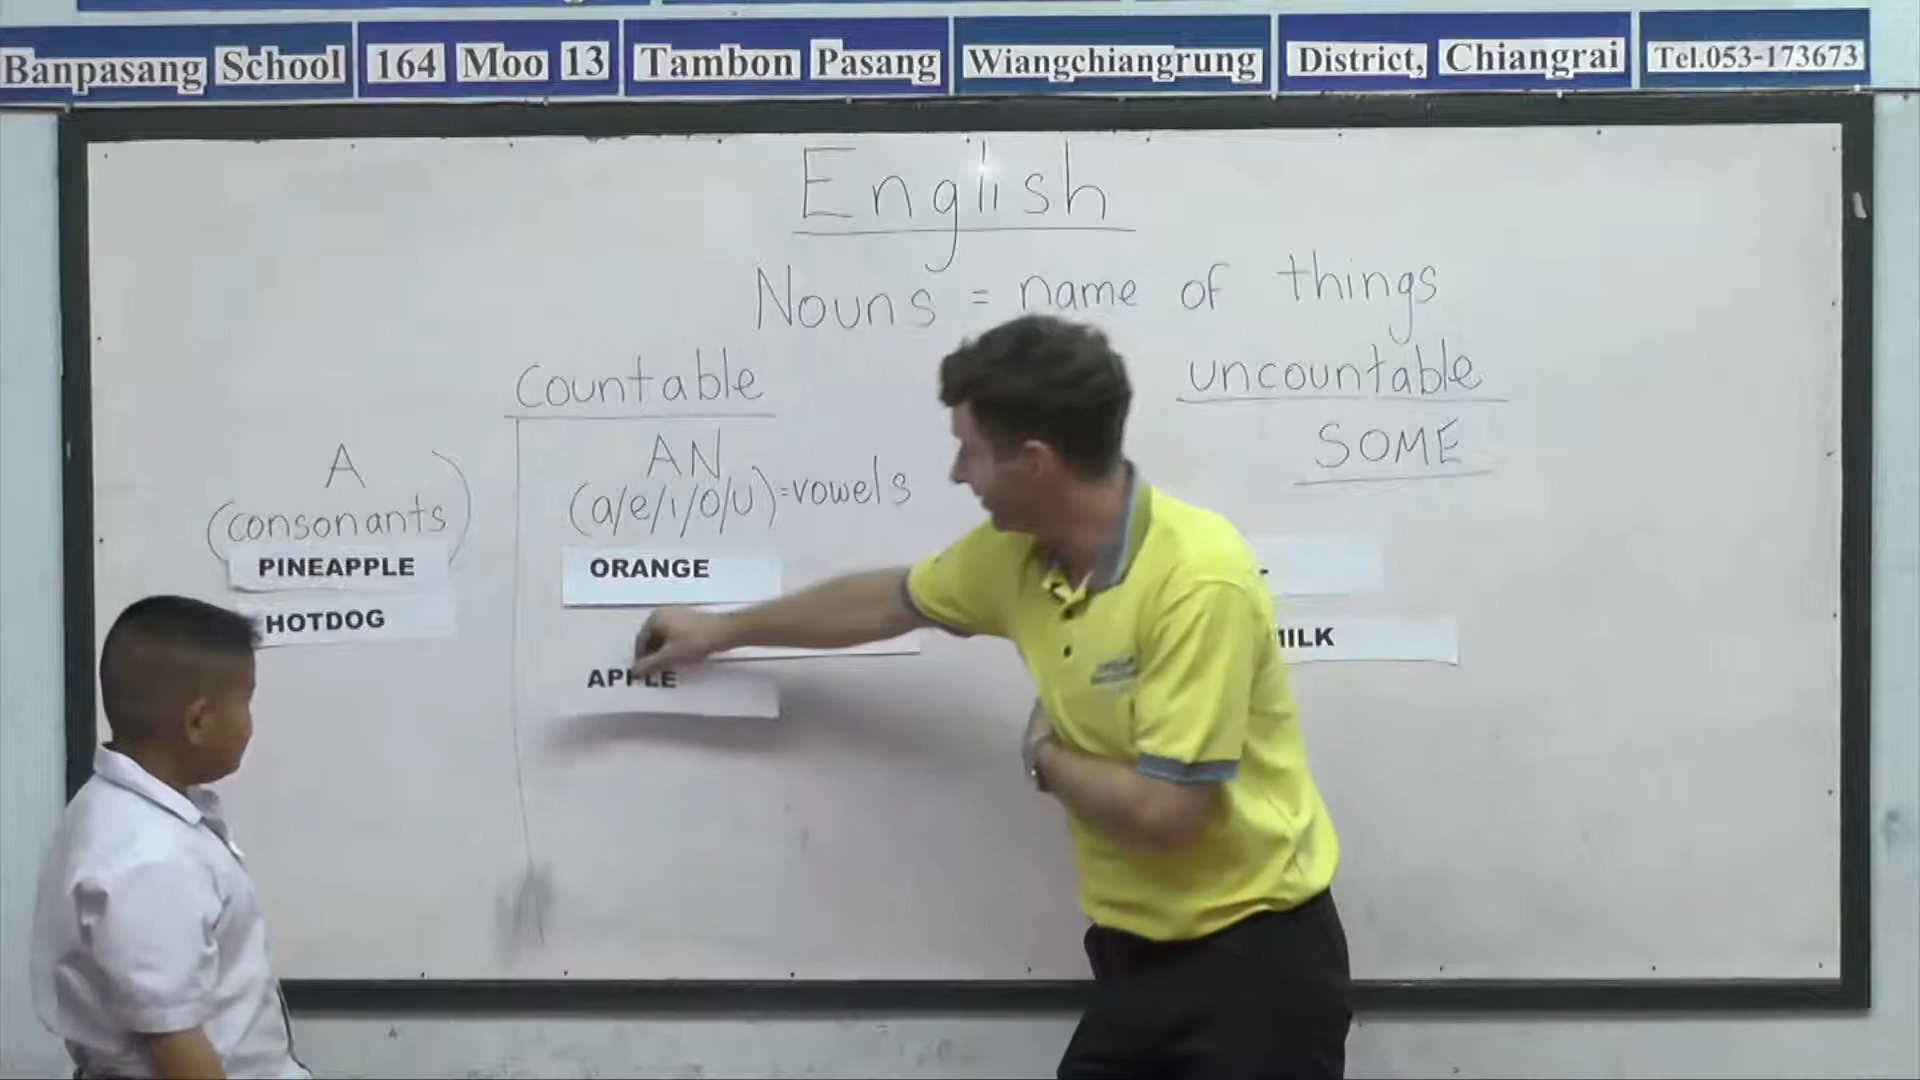 Banpasang School 164 Moo 13 Tambon Pasang Wiangchiangrung District, Chiangrai Tel.053-173673
English
Nouns = name of things
countable
uncountable
A
AN
SOME
(consonants)
(a/e/i/o/u)=vowels
PINEAPPLE
ORANGE
HOTDOG
APPLE